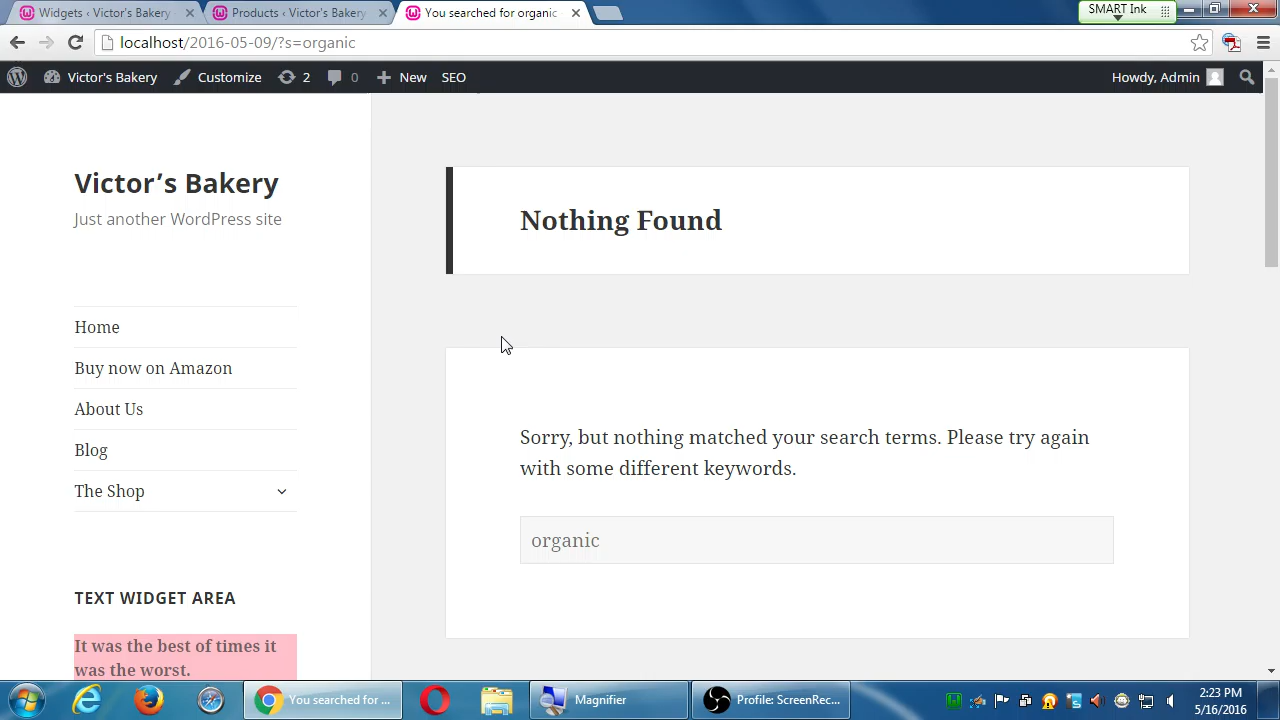 Widgets ‹ Victor's Bakery
Products ‹ Victor's Bakery
You searched for organic
SMART Ink
localhost/2016-05-09/?s=organic
Victor's Bakery
Customize
2
0
New
SEO
Howdy, Admin
Victor’s Bakery
Just another WordPress site
Home
Buy now on Amazon
About Us
Blog
The Shop
TEXT WIDGET AREA
It was the best of times it
was the worst.
Nothing Found
Sorry, but nothing matched your search terms. Please try again
with some different keywords.
organic
You searched for ...
Magnifier
Profile: ScreenRec...
2:23 PM
5/16/2016